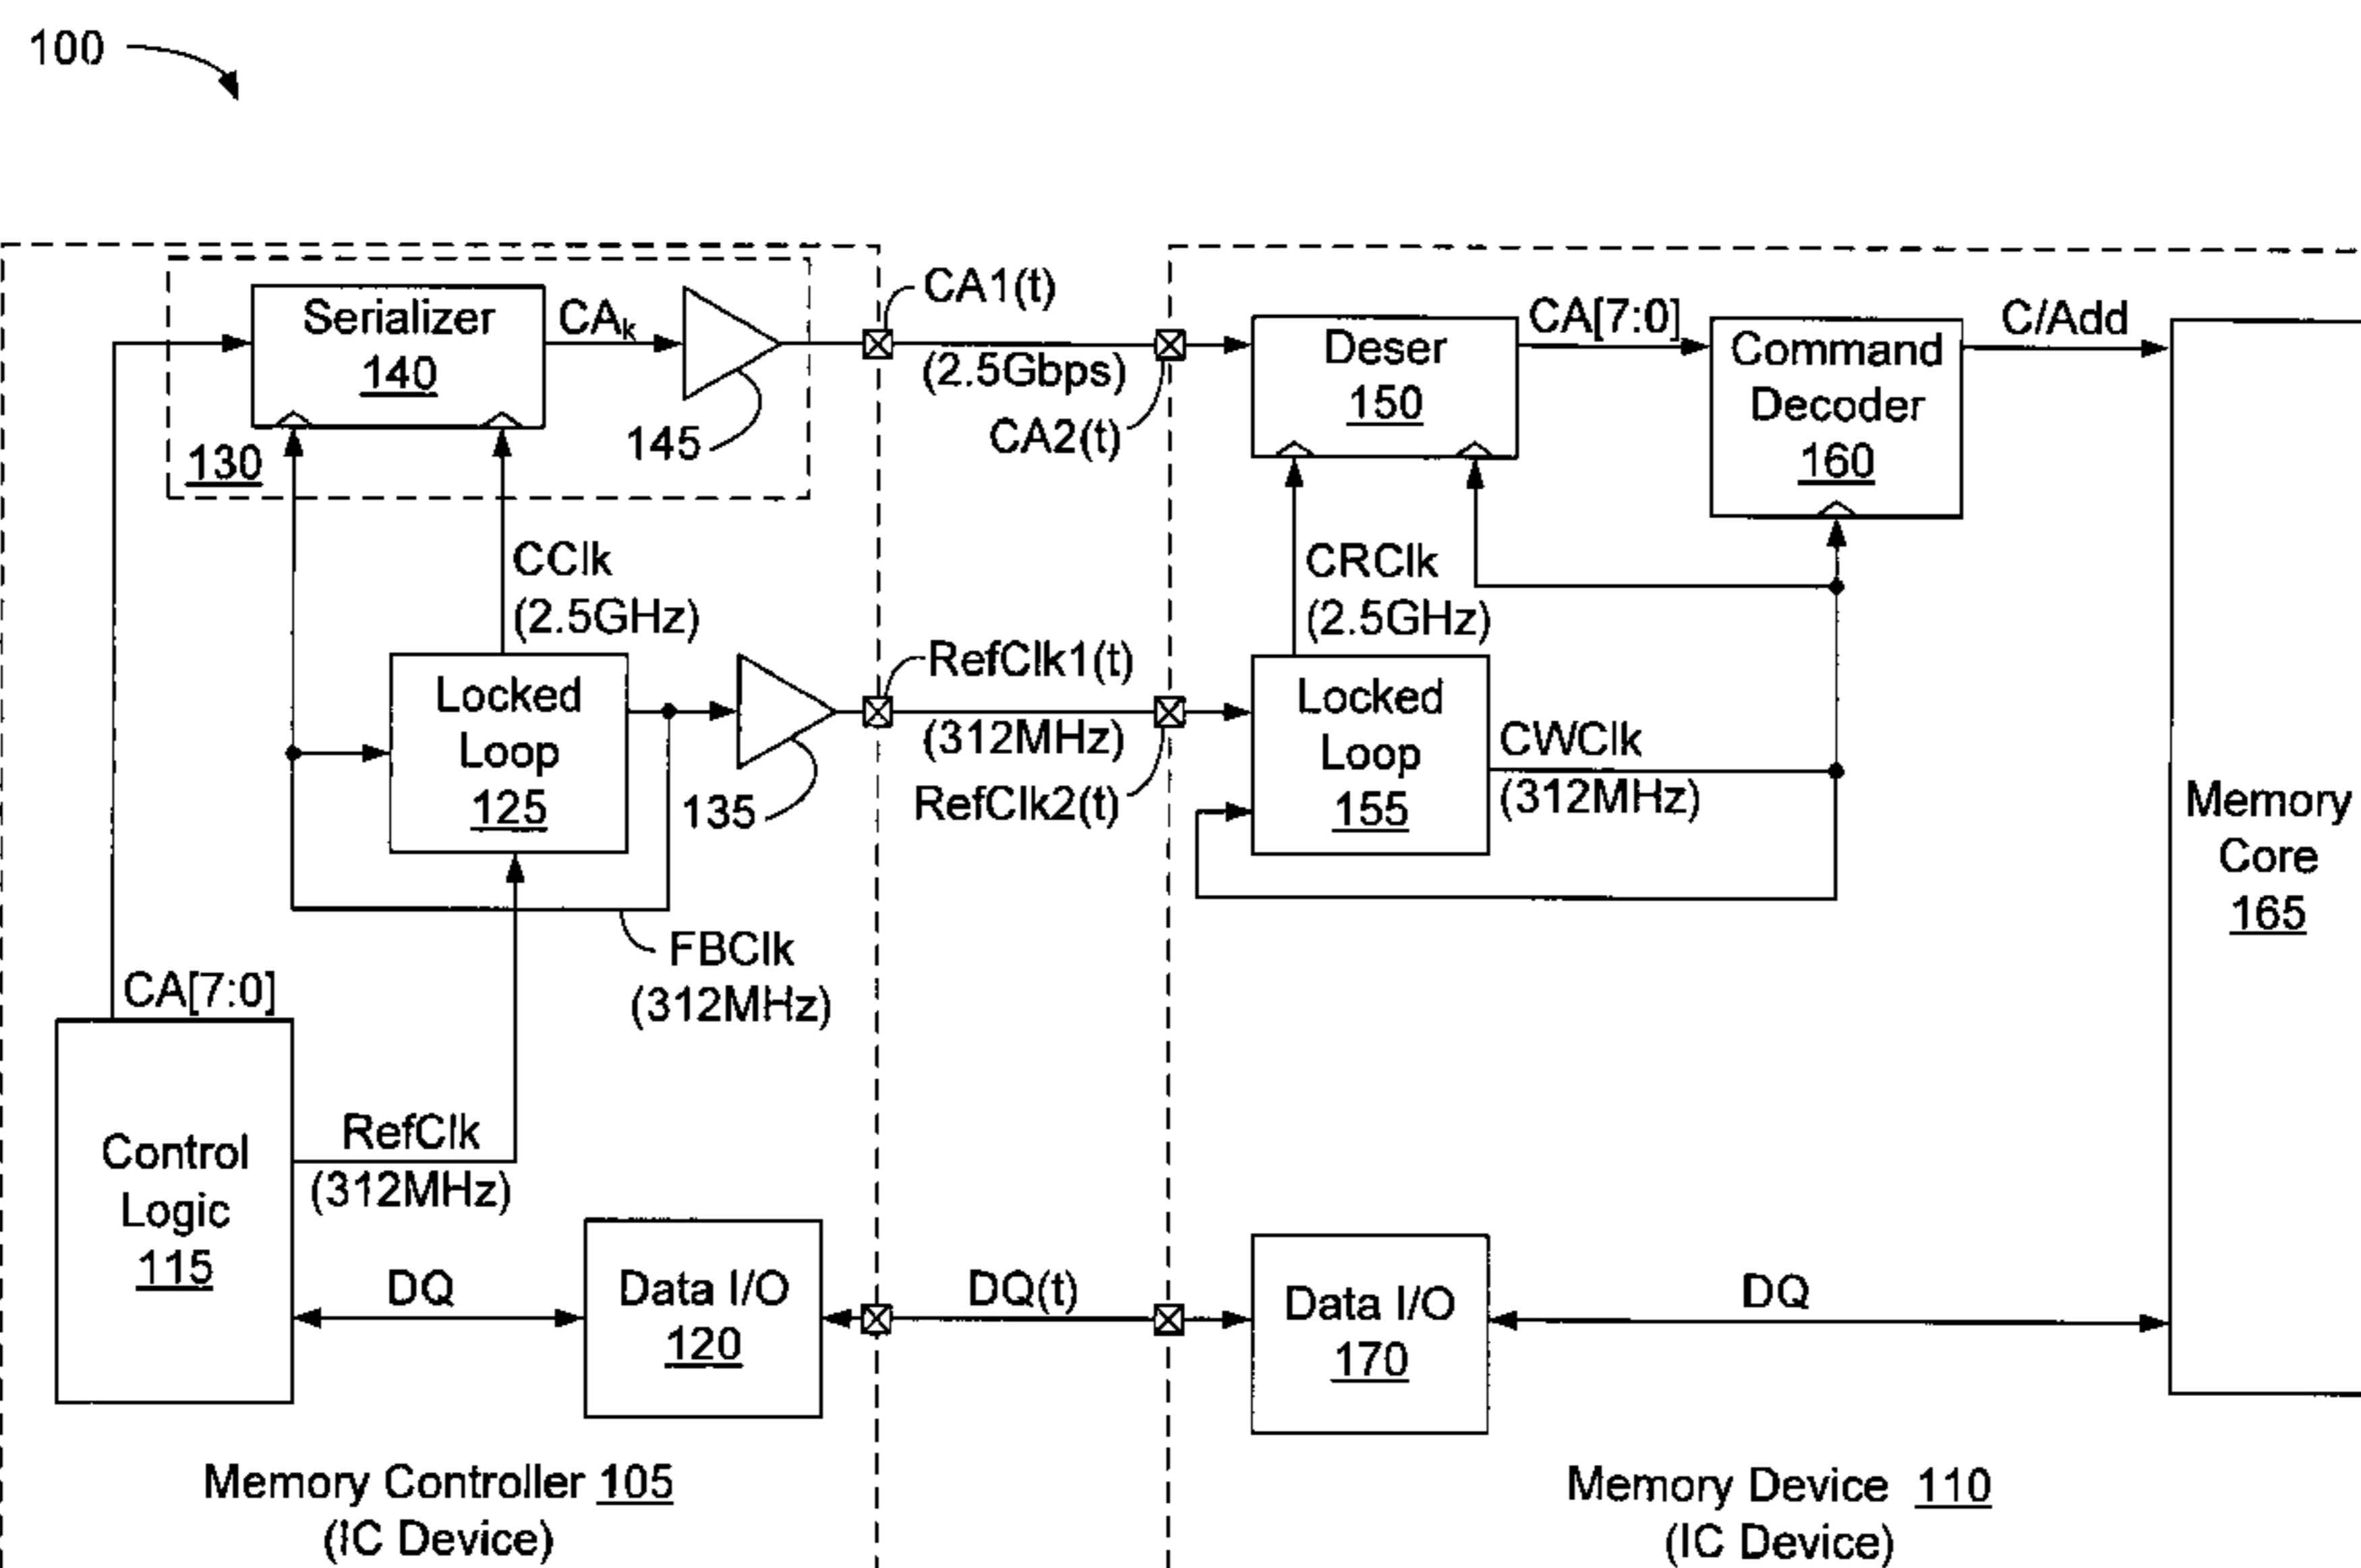 100
Serializer
140
CAk
145
130
CA1(t)
(2.5Gbps)
CA2(t)
Deser
150
CA[7:0]
Command
Decoder
160
C/Add
CClk
(2.5GHz)
Locked
Loop
125
135
RefClk1(t)
(312MHz)
RefClk2(t)
CRClk
(2.5GHz)
Locked
Loop
155
CWClk
(312MHz)
Memory
Core
165
FBClk
(312MHz)
CA[7:0]
Control
Logic
115
RefClk
(312MHz)
DQ
Data I/O
120
DQ(t)
Data I/O
170
DQ
Memory Controller 105
(IC Device)
Memory Device 110
(IC Device)